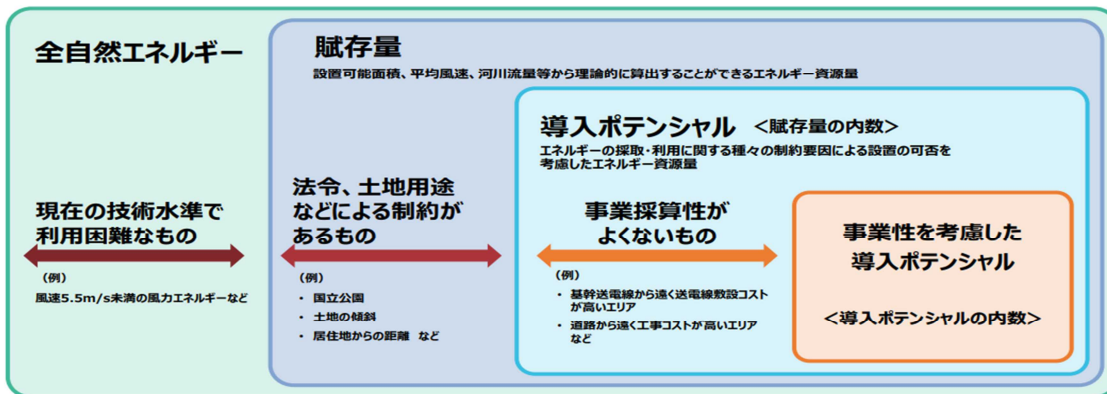 全自然エネルギー
賦存量
設置可能面積、平均風速、河川流量等から理論的に算出することができるエネルギー資源量
導入ポテンシャル <賦存量の内数>
エネルギーの採取・利用に関する種々の制約要因による設置の可否を
考慮したエネルギー資源量
現在の技術水準で
利用困難なもの
(例)
風速5.5m/s未満の風力エネルギーなど
法令、土地用途
などによる制約が
あるもの
(例)
・ 国立公園
・ 土地の傾斜
・ 居住地からの距離 など
事業採算性が
よくないもの
(例)
・ 基幹送電線から遠く送電線敷設コスト
が高いエリア
・ 道路から遠く工事コストが高いエリア
など
事業性を考慮した
導入ポテンシャル
<導入ポテンシャルの内数>